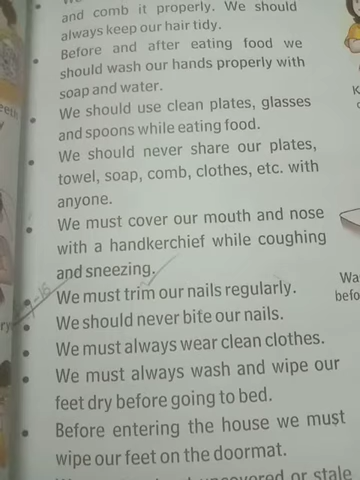 and comb it properly. We should
always keep our hair tidy.
• Before and after eating food we
should wash our hands properly with
soap and water.
• We should use clean plates, glasses
and spoons while eating food.
• We should never share our plates,
towel, soap, comb, clothes, etc. with
anyone.
• We must cover our mouth and nose
with a handkerchief while coughing
and sneezing.
• We must trim our nails regularly.
• We should never bite our nails.
• We must always wear clean clothes.
• We must always wash and wipe our
feet dry before going to bed.
• Before entering the house we must
wipe our feet on the doormat.
uncovered or stale